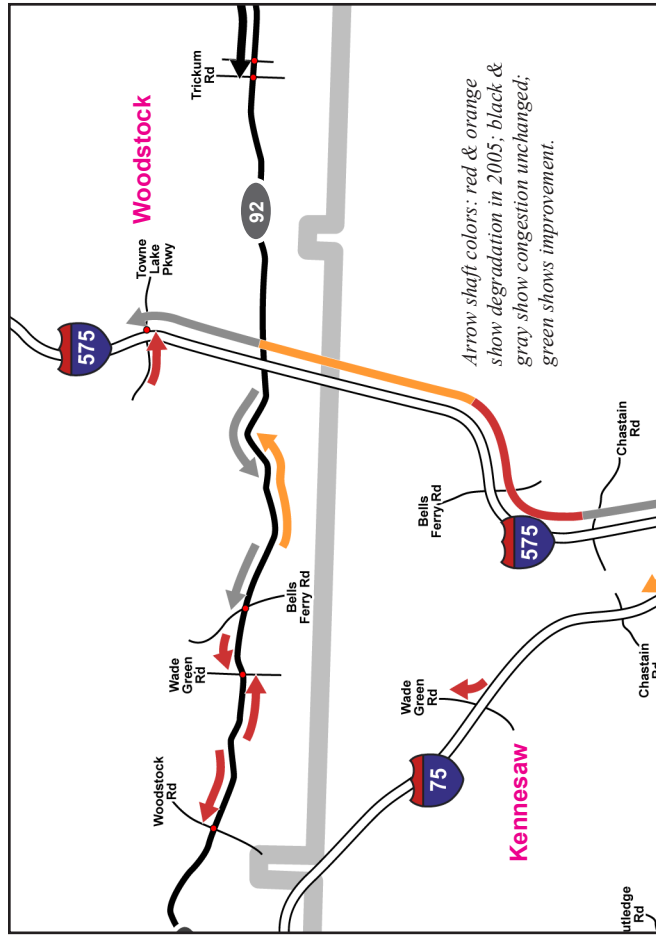 575
Towne
Lake
Pkwy
Woodstock
Woodstock
Rd
Wade
Green
Rd
Trickum
Rd
92
Bells
Ferry Rd
Wade
Green
Rd
Bells
Ferry Rd
75
Arrow shaft colors: red & orange
show degradation in 2005; black &
gray show congestion unchanged;
green shows improvement.
Kennesaw
575
Chastain
Rd
utledge
Rd
Chastain
Rd